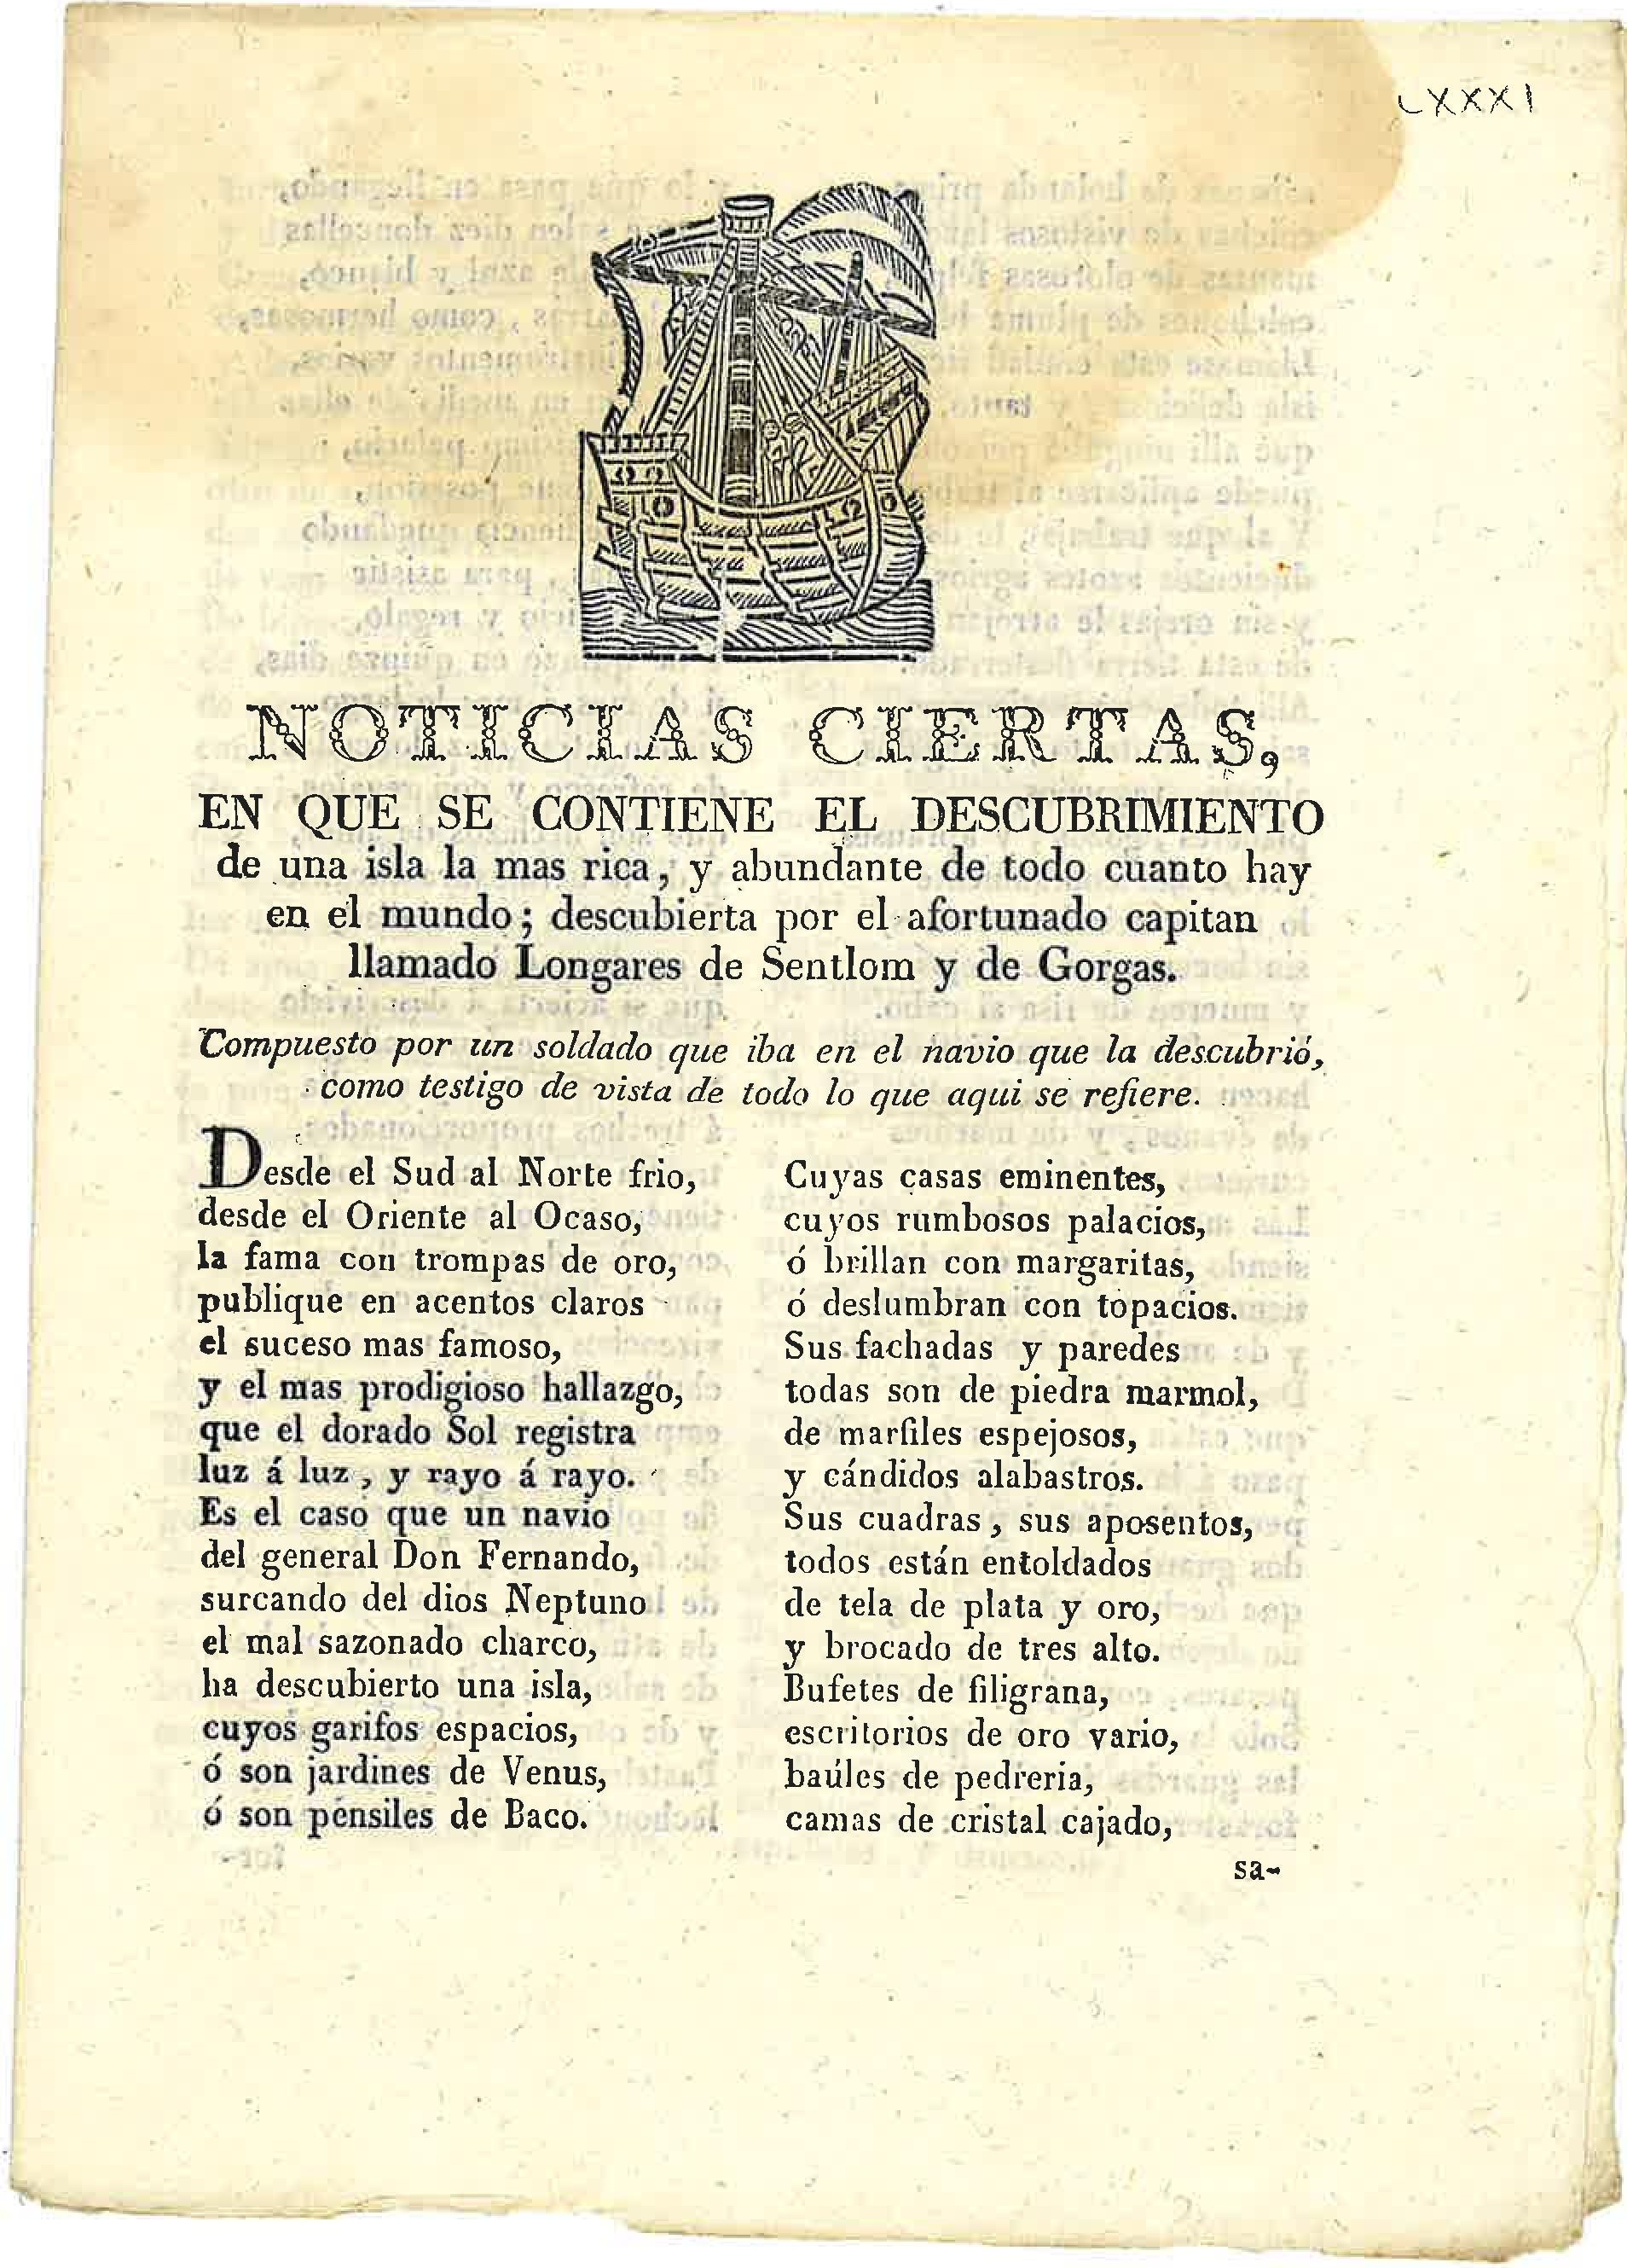 LXXXI
NOTICIAS CIERTAS,
EN QUE SE CONTIENE EL DESCUBRIMIENTO
de una isla la mas rica, y abundante de todo cuanto hay
en el mundo; descubierta por el afortunado capitan
llamado Longares de Sentlom y de Gorgas.
Compuesto por un soldado que iba en el navio que la descubrió,
como testigo de vista de todo lo que aqui se refiere.
Desde el Sud al Norte frio,
desde el Oriente al Ocaso,
la fama con trompas de oro,
publique en acentos claros
el suceso mas famoso,
y el mas prodigioso hallazgo,
que el dorado Sol registra
luz á luz, y rayo á rayo.
Es el caso que un navio
del general Don Fernando,
surcando del dios Neptuno
el mal sazonado charco,
ha descubierto una isla,
cuyos garifos espacios,
ó son jardines de Venus,
ó son pensiles de Baco.
Cuyas casas eminentes,
cuyos rumbosos palacios,
ó brillan con margaritas,
ó deslumbran con topacios.
Sus fachadas y paredes
todas son de piedra marmol,
de marfiles espejosos,
y cándidos alabastros.
Sus cuadras, sus aposentos,
todos están entoldados
de tela de plata y oro,
y brocado de tres alto.
Bufetes de filigrana,
escritorios de oro vario,
baúles de pedreria,
camas de cristal cajado,
sa-